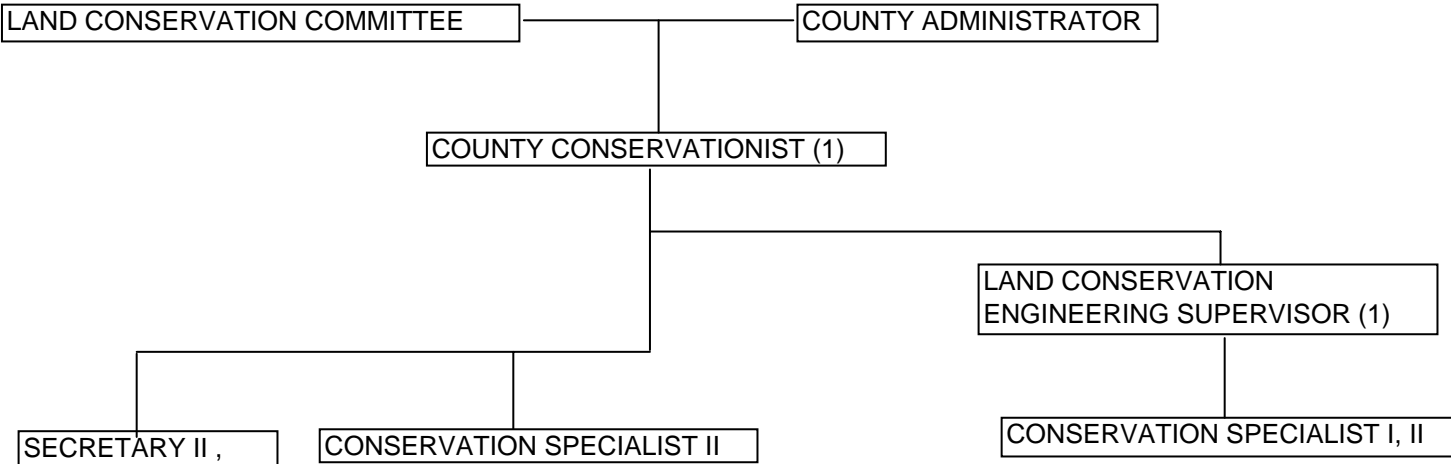 LAND CONSERVATION COMMITTEE
COUNTY ADMINISTRATOR
COUNTY CONSERVATIONIST (1)
LAND CONSERVATION
ENGINEERING SUPERVISOR (1)
SECRETARY II ,
CONSERVATION SPECIALIST II
CONSERVATION SPECIALIST I, II